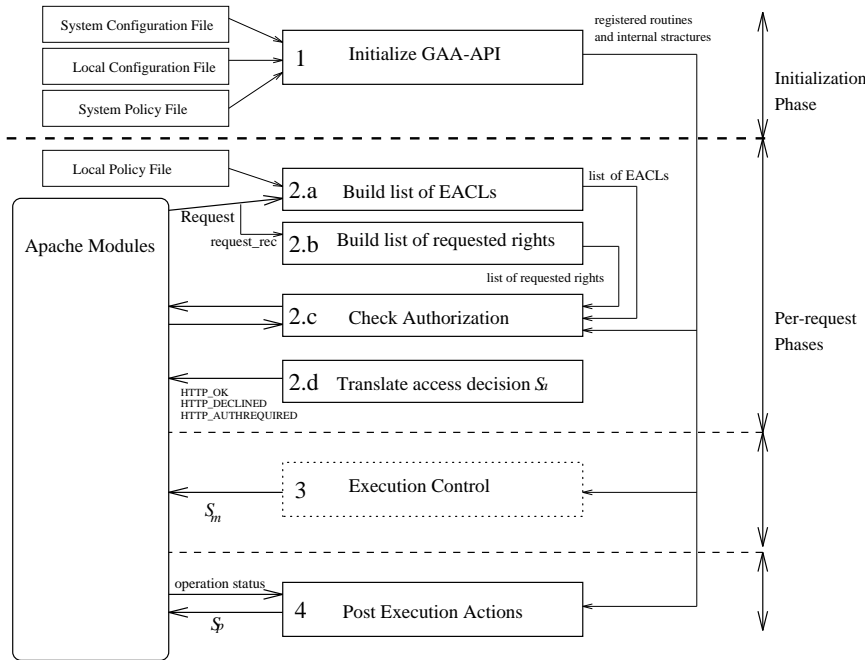 System Configuration File
Local Configuration File
System Policy File
1 Initialize GAA-API
registered routines
and internal stractures
Initialization
Phase
Local Policy File
2.a Build list of EACLs
list of EACLs
Request
request_rec
2.b Build list of requested rights
list of requested rights
Apache Modules
2.c Check Authorization
Per-request
Phases
2.d Translate access decision Sa
HTTP_OK
HTTP_DECLINED
HTTP_AUTHREQUIRED
3 Execution Control
Sm
operation status
4 Post Execution Actions
Sp